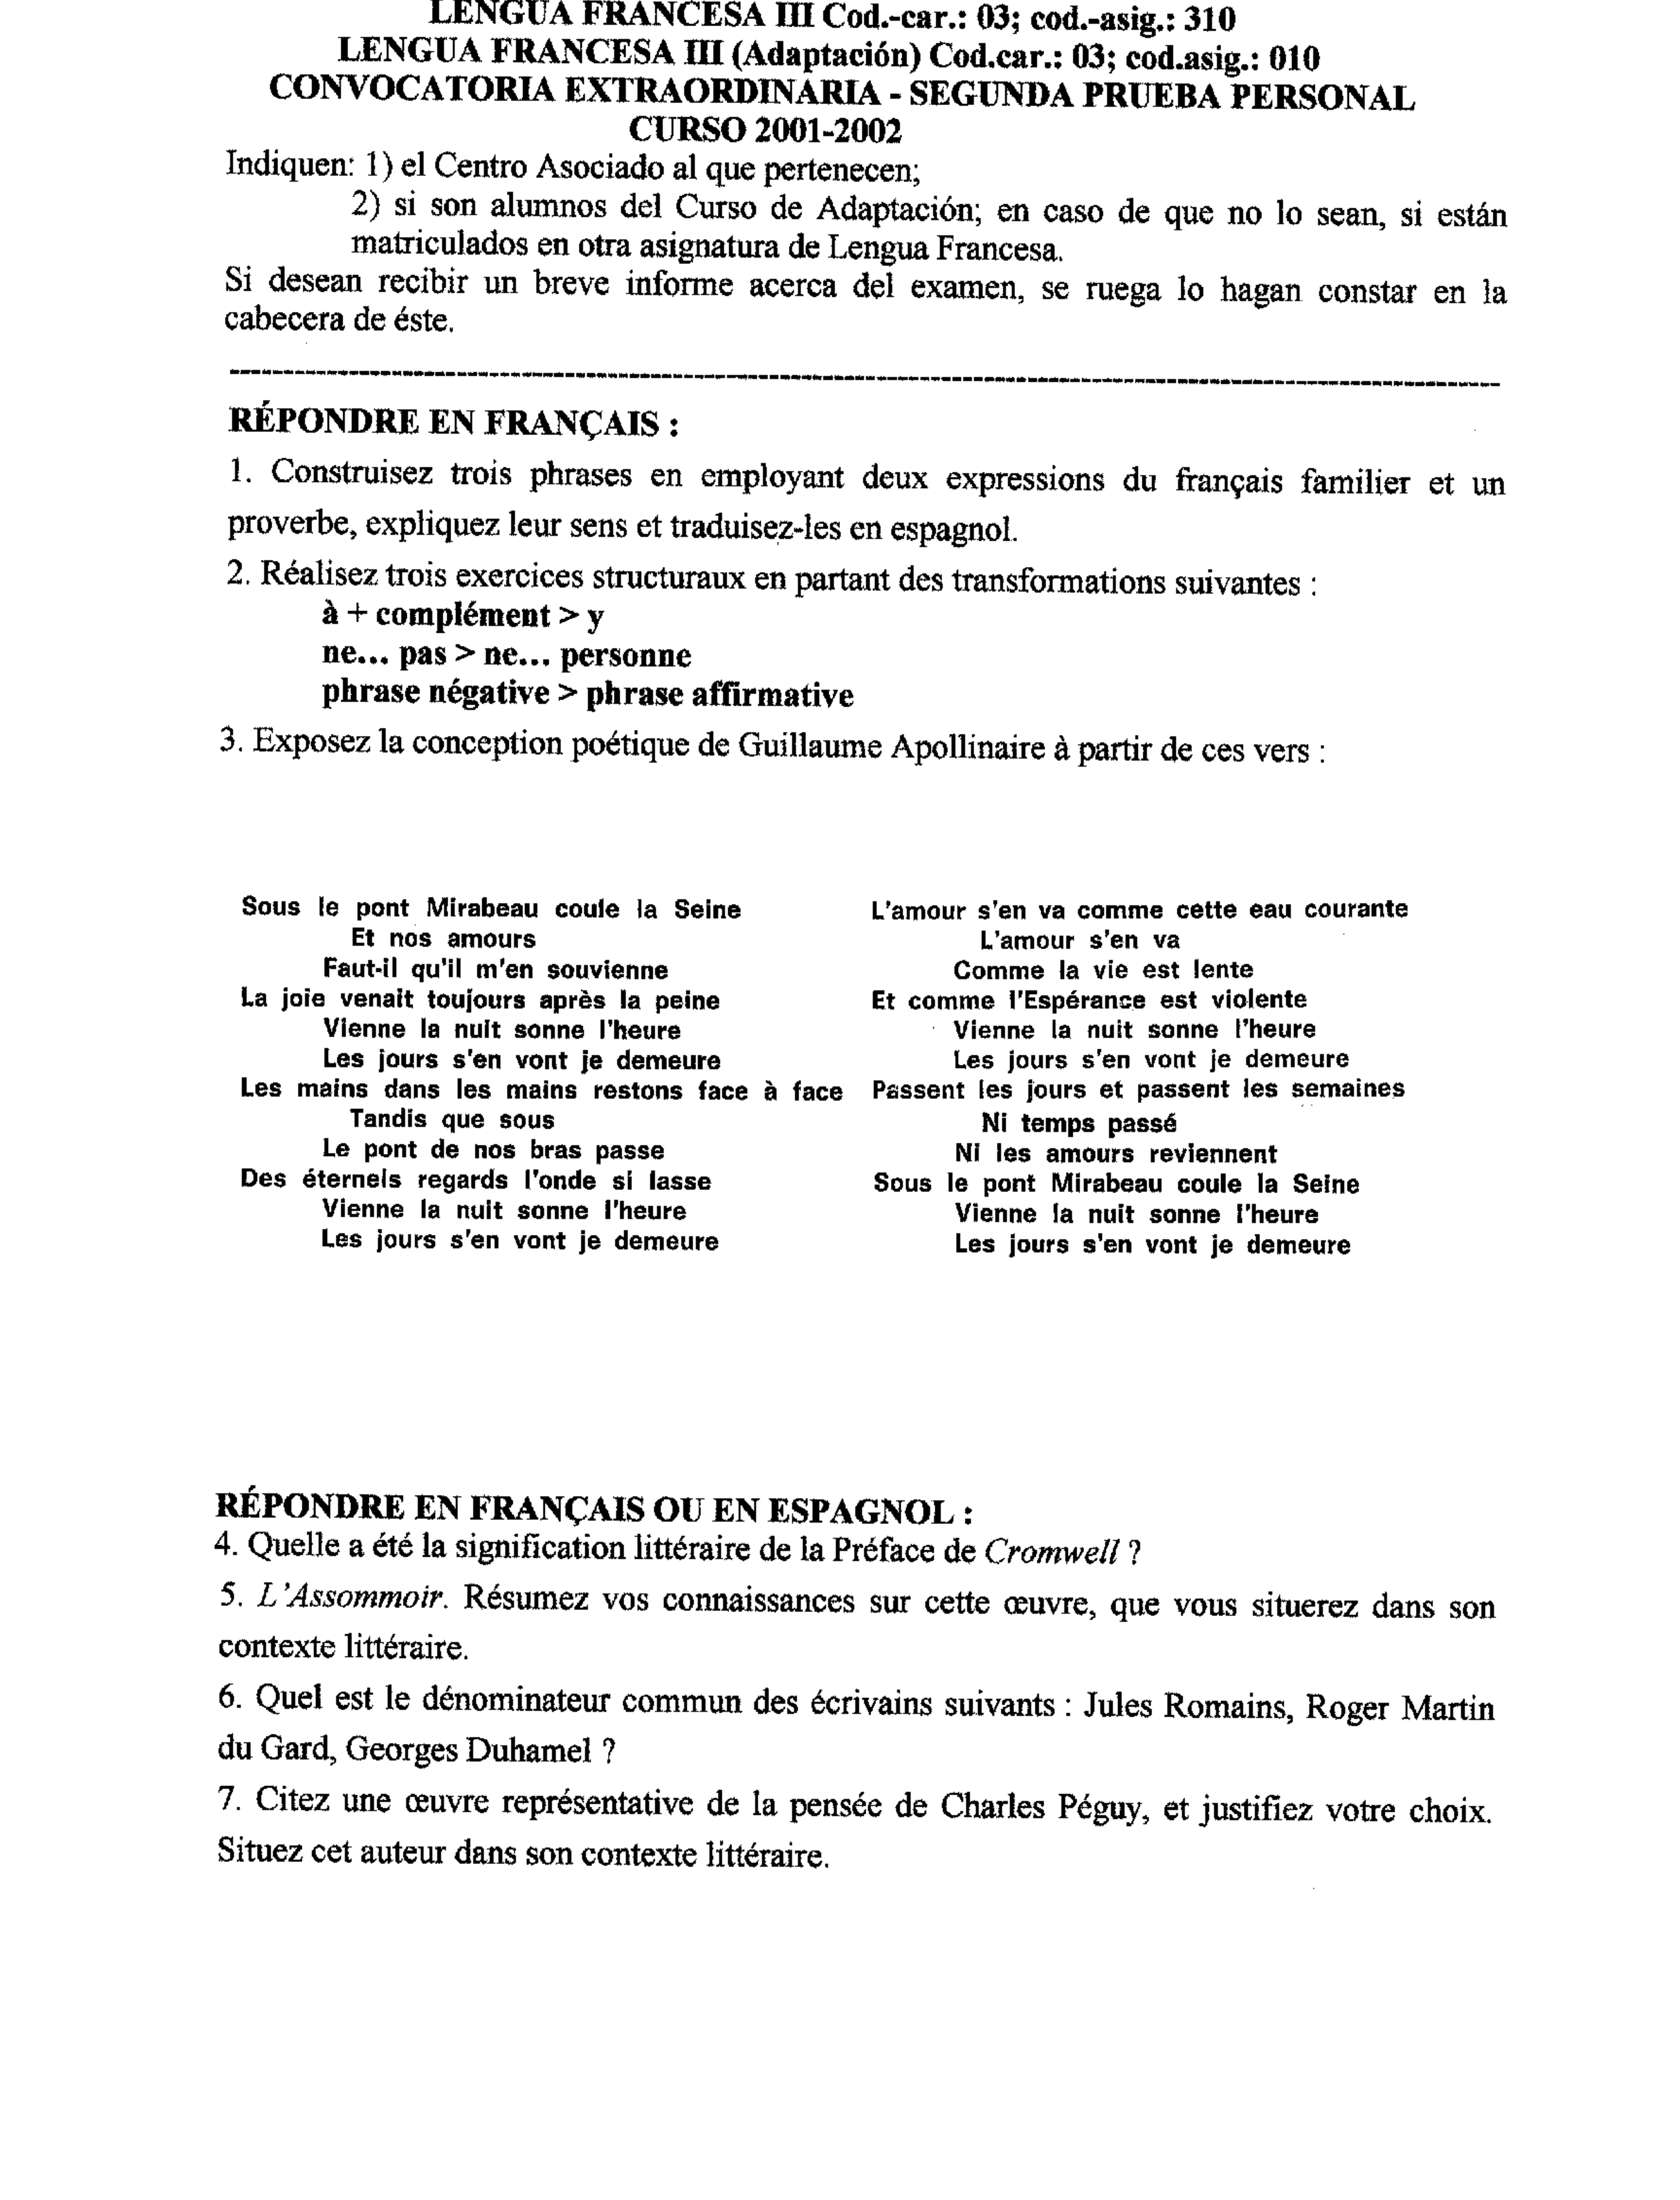 LENGUA FRANCESA III Cod.-car.: 03; cod.-asig.: 310
LENGUA FRANCESA III (Adaptación) Cod.car.: 03; cod.asig.: 010
CONVOCATORIA EXTRAORDINARIA - SEGUNDA PRUEBA PERSONAL
CURSO 2001-2002
Indiquen: 1) el Centro Asociado al que pertenecen;
2) si son alumnos del Curso de Adaptación; en caso de que no lo sean, si están
matriculados en otra asignatura de Lengua Francesa.
Si desean recibir un breve informe acerca del examen, se ruega lo hagan constar en la
cabecera de éste.
RÉPONDRE EN FRANÇAIS :
1. Construisez trois phrases en employant deux expressions du français familier et un
proverbe, expliquez leur sens et traduisez-les en espagnol.
2. Réalisez trois exercices structuraux en partant des transformations suivantes :
à + complément > y
ne... pas > ne... personne
phrase négative > phrase affirmative
3. Exposez la conception poétique de Guillaume Apollinaire à partir de ces vers :
Sous le pont Mirabeau coule la Seine
Et nos amours
Faut-il qu'il m'en souvienne
La joie venait toujours après la peine
Vienne la nuit sonne l'heure
Les jours s'en vont je demeure
Les mains dans les mains restons face à face
Tandis que sous
Le pont de nos bras passe
Des éternels regards l'onde si lasse
Vienne la nuit sonne l'heure
Les jours s'en vont je demeure
L'amour s'en va comme cette eau courante
L'amour s'en va
Comme la vie est lente
Et comme l'Espérance est violente
Vienne la nuit sonne l'heure
Les jours s'en vont je demeure
Passent les jours et passent les semaines
Ni temps passé
Ni les amours reviennent
Sous le pont Mirabeau coule la Seine
Vienne la nuit sonne l'heure
Les jours s'en vont je demeure
RÉPONDRE EN FRANÇAIS OU EN ESPAGNOL :
4. Quelle a été la signification littéraire de la Préface de Cromwell ?
5. L'Assommoir. Résumez vos connaissances sur cette œuvre, que vous situerez dans son
contexte littéraire.
6. Quel est le dénominateur commun des écrivains suivants : Jules Romains, Roger Martin
du Gard, Georges Duhamel ?
7. Citez une œuvre représentative de la pensée de Charles Péguy, et justifiez votre choix.
Situez cet auteur dans son contexte littéraire.